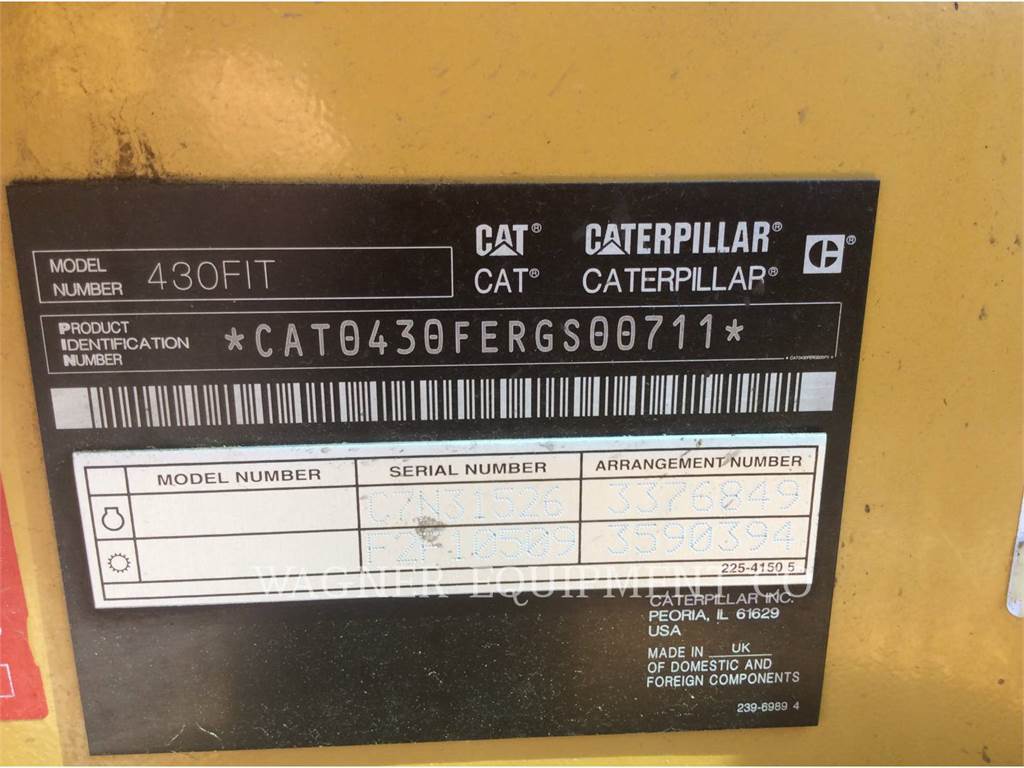 CAT® CATERPILLAR® ®
MODEL NUMBER 430FIT
CAT® CATERPILLAR®
PRODUCT IDENTIFICATION NUMBER *CAT0430FERGS00711*
MODEL NUMBER SERIAL NUMBER ARRANGEMENT NUMBER
C7N31526 3376849
3590394
225-4150 5
WAGNER EQUIPMENT CO
CATERPILLAR INC.
PEORIA, IL 61629
USA
MADE IN UK
OF DOMESTIC AND
FOREIGN COMPONENTS
239-6989 4